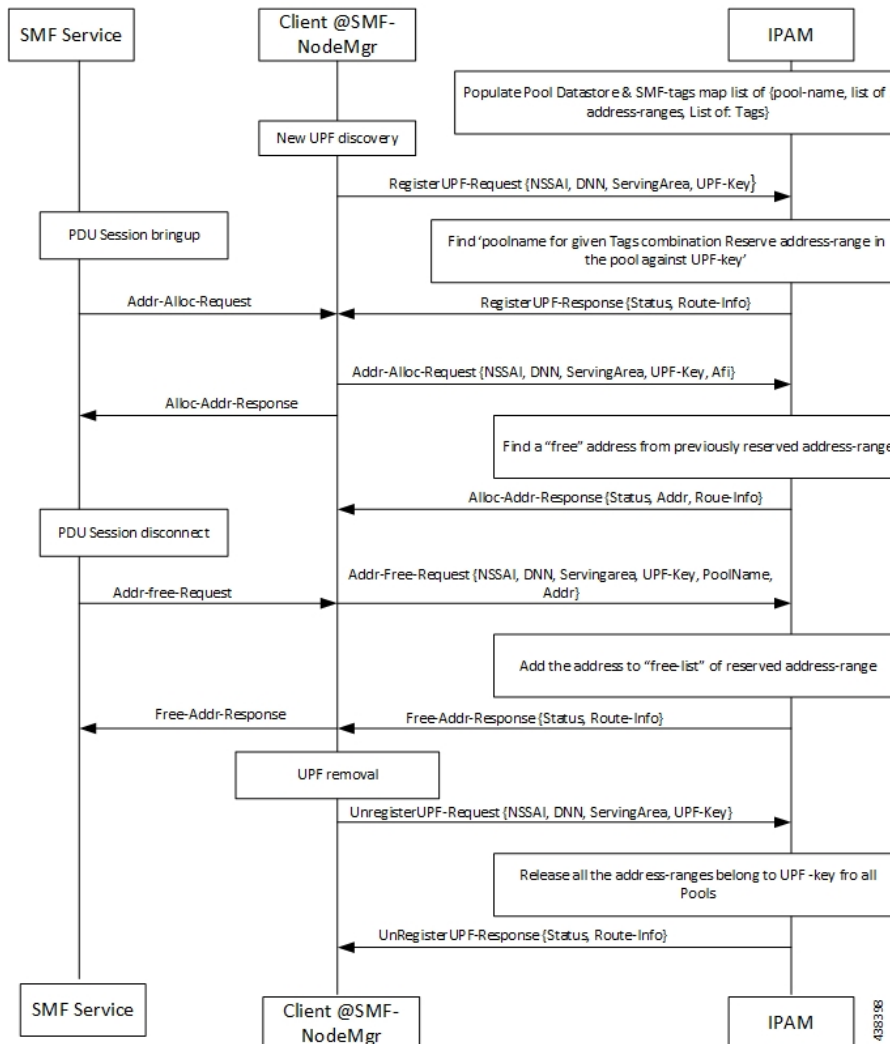 SMF Service
Client @SMF-
NodeMgr
IPAM
Populate Pool Datastore & SMF-tags map list of {pool-name, list of
address-ranges, List of: Tags}
New UPF discovery
RegisterUPF-Request {NSSAI, DNN, ServingArea, UPF-Key}
PDU Session bringup
Find ‘poolname for given Tags combination Reserve address-range in
the pool against UPF-key’
Addr-Alloc-Request
RegisterUPF-Response {Status, Route-Info}
Addr-Alloc-Request {NSSAI, DNN, ServingArea, UPF-Key, Afi}
Alloc-Addr-Response
Find a “free” address from previously reserved address-range
Alloc-Addr-Response {Status, Addr, Roue-Info}
PDU Session disconnect
Addr-free-Request
Addr-Free-Request {NSSAI, DNN, Servingarea, UPF-Key, PoolName,
Addr}
Add the address to “free-list” of reserved address-range
Free-Addr-Response
Free-Addr-Response {Status, Route-Info}
UPF removal
UnregisterUPF-Request {NSSAI, DNN, ServingArea, UPF-Key}
Release all the address-ranges belong to UPF -key fro all
Pools
UnRegisterUPF-Response {Status, Route-Info}
SMF Service
Client @SMF-
NodeMgr
IPAM
438398